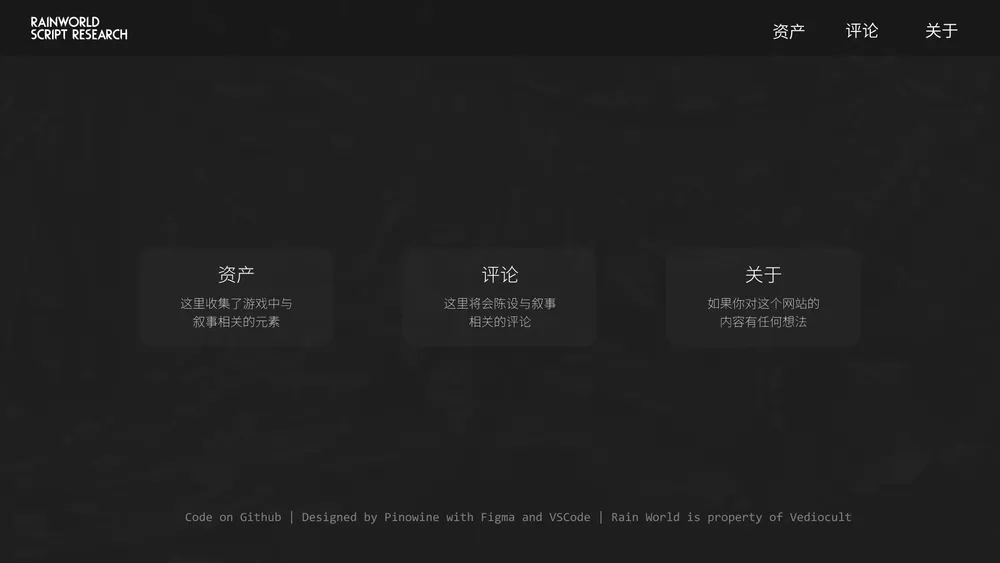 RAINWORLD
SCRIPT RESEARCH
资产 评论 关于
资产
这里收集了游戏中与
叙事相关的元素
评论
这里将会陈设与叙事
相关的评论
关于
如果你对这个网站的
内容有任何想法
Code on Github | Designed by Pinowine with Figma and VSCode | Rain World is property of Vediocult